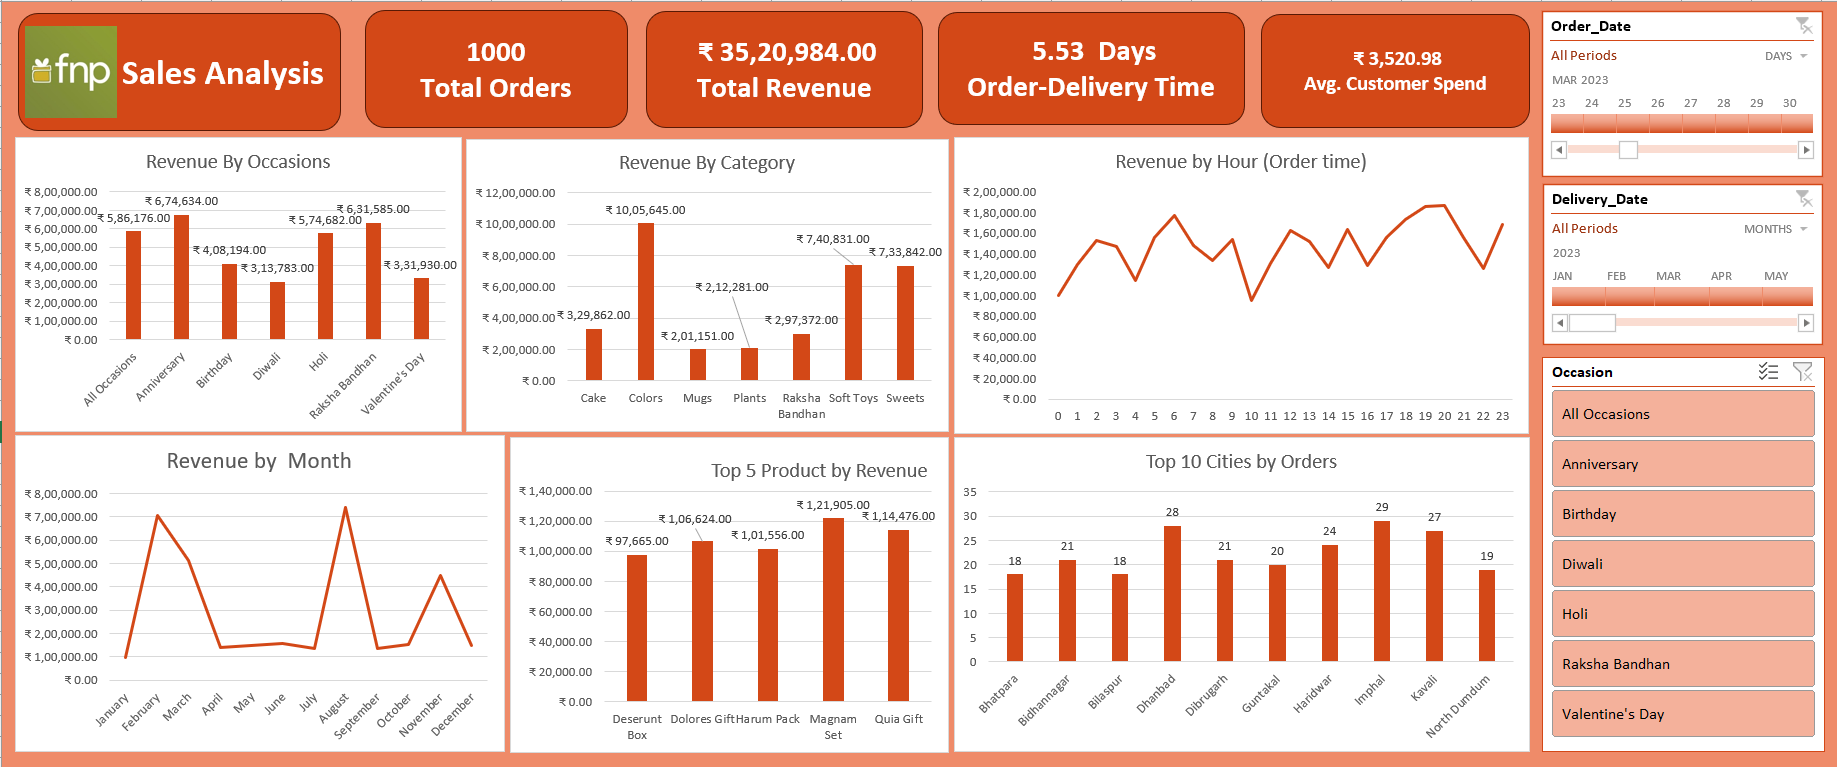 fnp Sales Analysis
1000
Total Orders
₹ 35,20,984.00
Total Revenue
5.53 Days
Order-Delivery Time
₹ 3,520.98
Avg. Customer Spend
Order_Date
All Periods
DAYS
MAR 2023
23 24 25 26 27 28 29 30
Delivery_Date
All Periods
MONTHS
2023
JAN FEB MAR APR MAY
Occasion
All Occasions
Anniversary
Birthday
Diwali
Holi
Raksha Bandhan
Valentine's Day
Revenue By Occasions
₹ 8,00,000.00
₹ 7,00,000.00
₹ 6,00,000.00
₹ 5,00,000.00
₹ 4,00,000.00
₹ 3,00,000.00
₹ 2,00,000.00
₹ 1,00,000.00
₹ 0.00
₹ 5,86,176.00
₹ 6,74,634.00
₹ 4,08,194.00
₹ 3,13,783.00
₹ 5,74,682.00
₹ 6,31,585.00
₹ 3,31,930.00
All Occasions
Anniversary
Birthday
Diwali
Holi
Raksha Bandhan
Valentine's Day
Revenue By Category
₹ 12,00,000.00
₹ 10,00,000.00
₹ 8,00,000.00
₹ 6,00,000.00
₹ 4,00,000.00
₹ 2,00,000.00
₹ 0.00
₹ 3,29,862.00
₹ 10,05,645.00
₹ 2,01,151.00
₹ 2,12,281.00
₹ 2,97,372.00
₹ 7,40,831.00
₹ 7,33,842.00
Cake
Colors
Mugs
Plants
Raksha
Bandhan
Soft Toys
Sweets
Revenue by Hour (Order time)
₹ 2,00,000.00
₹ 1,80,000.00
₹ 1,60,000.00
₹ 1,40,000.00
₹ 1,20,000.00
₹ 1,00,000.00
₹ 80,000.00
₹ 60,000.00
₹ 40,000.00
₹ 20,000.00
₹ 0.00
0 1 2 3 4 5 6 7 8 9 10 11 12 13 14 15 16 17 18 19 20 21 22 23
Revenue by Month
₹ 8,00,000.00
₹ 7,00,000.00
₹ 6,00,000.00
₹ 5,00,000.00
₹ 4,00,000.00
₹ 3,00,000.00
₹ 2,00,000.00
₹ 1,00,000.00
₹ 0.00
January
February
March
April
May
June
July
August
September
October
November
December
Top 5 Product by Revenue
₹ 1,40,000.00
₹ 1,20,000.00
₹ 1,00,000.00
₹ 80,000.00
₹ 60,000.00
₹ 40,000.00
₹ 20,000.00
₹ 0.00
₹ 97,665.00
₹ 1,06,624.00
₹ 1,01,556.00
₹ 1,21,905.00
₹ 1,14,476.00
Deserunt
Box
Dolores Gift
Harum Pack
Magnam
Set
Quia Gift
Top 10 Cities by Orders
35
30
25
20
15
10
5
0
18
21
18
28
21
20
24
29
27
19
Bhatpara
Bidhannagar
Bilaspur
Dhanbad
Dibrugarh
Guntakal
Haridwar
Imphal
Kavali
North Dumdum